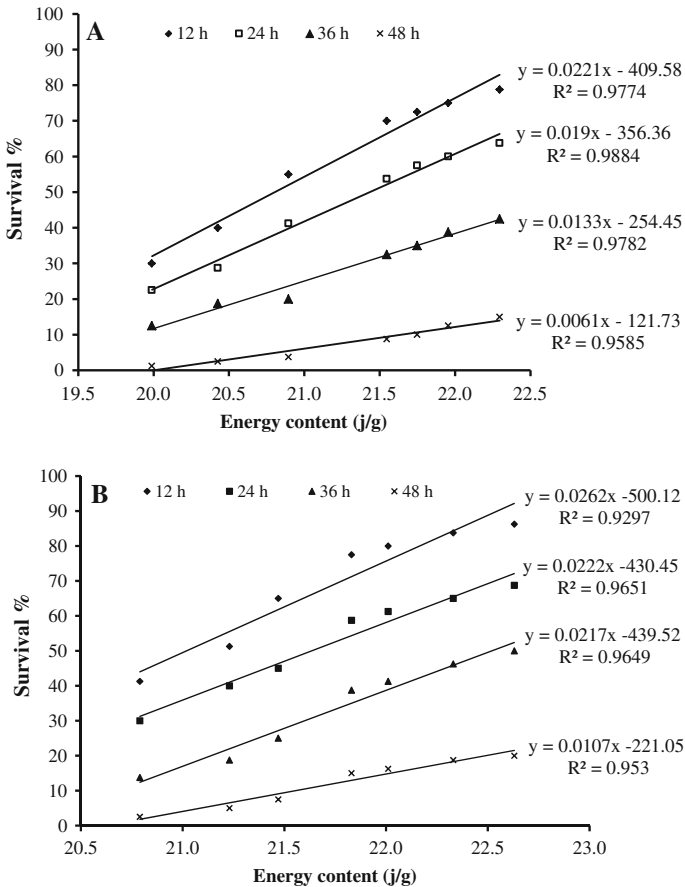 A
12 h 24 h 36 h 48 h
100
90
80
70
60
50
40
30
20
10
0
Survival %
y = 0.0221x - 409.58
R² = 0.9774
y = 0.019x - 356.36
R² = 0.9884
y = 0.0133x - 254.45
R² = 0.9782
y = 0.0061x - 121.73
R² = 0.9585
19.5 20.0 20.5 21.0 21.5 22.0 22.5
Energy content (j/g)
B
12 h 24 h 36 h 48 h
100
90
80
70
60
50
40
30
20
10
0
Survival %
y = 0.0262x -500.12
R² = 0.9297
y = 0.0222x -430.45
R² = 0.9651
y = 0.0217x -439.52
R² = 0.9649
y = 0.0107x -221.05
R² = 0.953
20.5 21.0 21.5 22.0 22.5 23.0
Energy content (j/g)